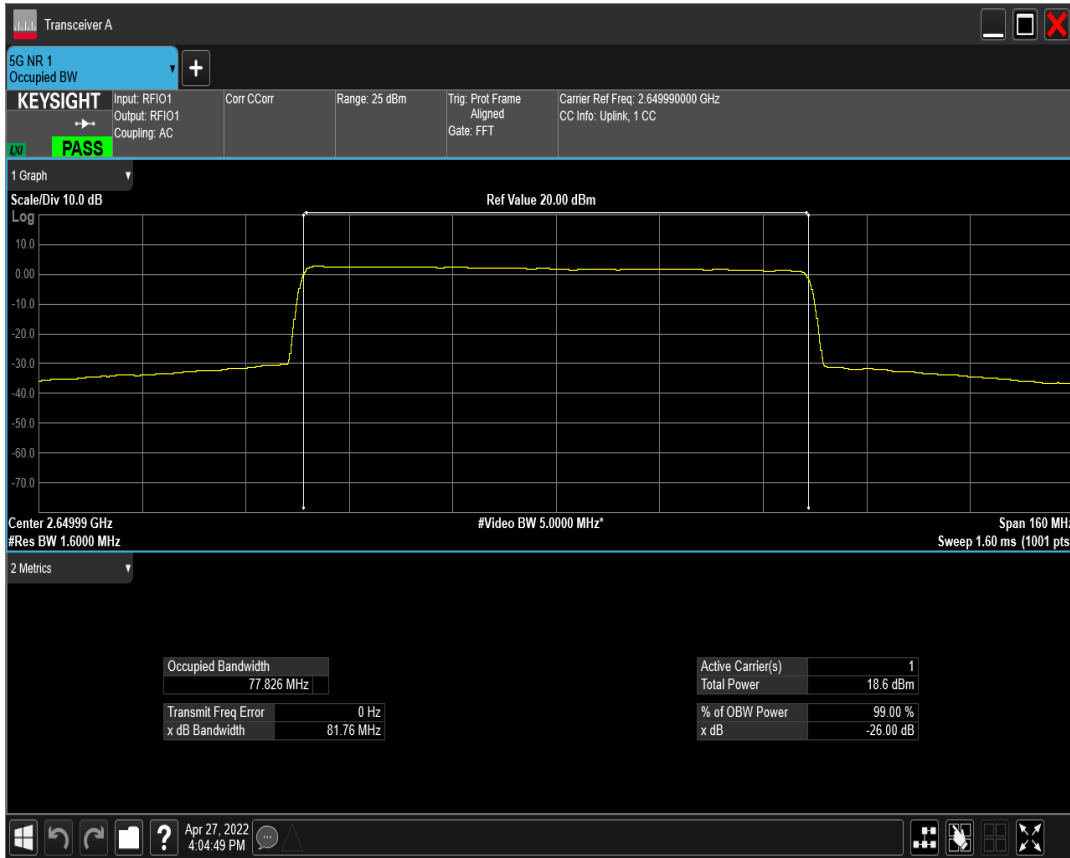 Transceiver A
5G NR 1
Occupied BW
+
KEYSIGHT
LXI
PASS
Input: RFIO1
Output: RFIO1
Coupling: AC
Corr CCorr
Range: 25 dBm
Trig: Prot Frame
Aligned
Gate: FFT
Carrier Ref Freq: 2.649990000 GHz
CC Info: Uplink, 1 CC
1 Graph
Scale/Div 10.0 dB
Ref Value 20.00 dBm
Log
10.0
0.00
-10.0
-20.0
-30.0
-40.0
-50.0
-60.0
-70.0
Center 2.64999 GHz
#Video BW 5.0000 MHz*
Span 160 MHz
#Res BW 1.6000 MHz
Sweep 1.60 ms (1001 pts
2 Metrics
Occupied Bandwidth
77.826 MHz
Transmit Freq Error 0 Hz
x dB Bandwidth 81.76 MHz
Active Carrier(s) 1
Total Power 18.6 dBm
% of OBW Power 99.00 %
x dB -26.00 dB
?
Apr 27, 2022
4:04:49 PM